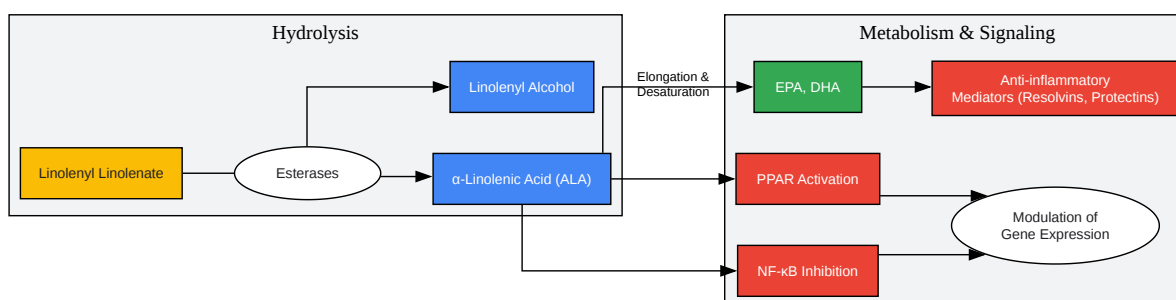 Hydrolysis
Metabolism & Signaling
Linolenyl Alcohol
Elongation &
Desaturation
EPA, DHA
Anti-inflammatory
Mediators (Resolvins, Protectins)
Linolenyl Linolenate
Esterases
α-Linolenic Acid (ALA)
PPAR Activation
Modulation of
Gene Expression
NF-κB Inhibition